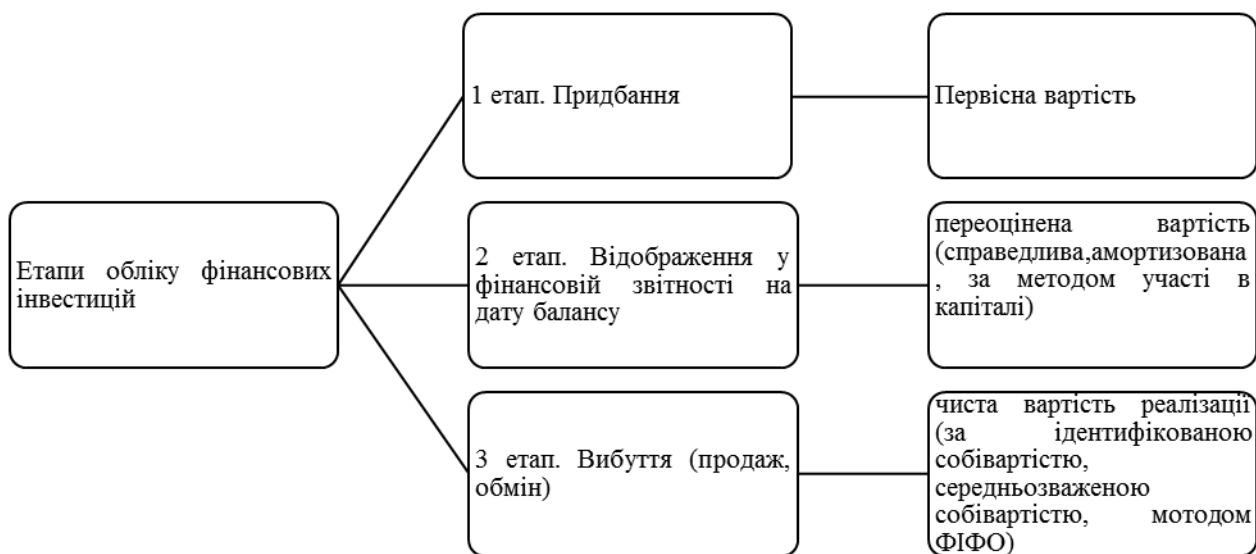 Етапи обліку фінансових
інвестицій
1 етап. Придбання
Первісна вартість
2 етап. Відображення у
фінансовій звітності на
дату балансу
переоцінена вартість
(справедлива,амортизована
, за методом участі в
капіталі)
3 етап. Вибуття (продаж,
обмін)
чиста вартість реалізації
(за ідентифікованою
собівартістю,
середньозваженою
собівартістю, мотодом
ФІФО)